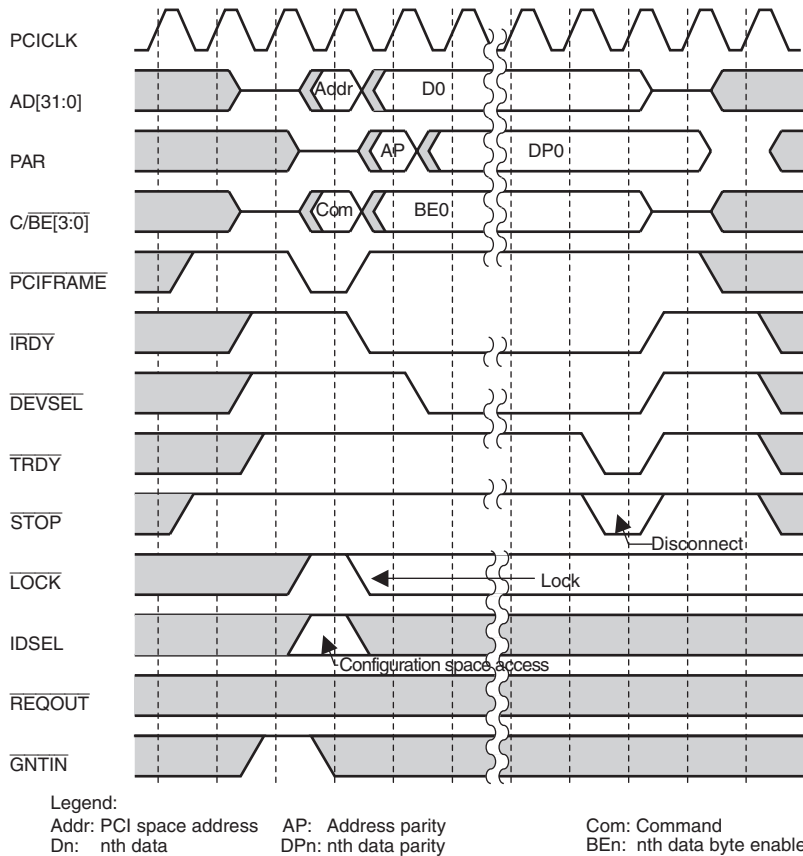 PCICLK
AD[31:0] Addr D0
PAR AP DP0
C/BE[3:0] Com BE0
PCIFRAME
IRDY
DEVSEL
TRDY
STOP
Disconnect
LOCK Lock
IDSEL
Configuration space access
REQOUT
GNTIN
Legend:
Addr: PCI space address AP: Address parity Com: Command
Dn: nth data DPn: nth data parity BEn: nth data byte enable